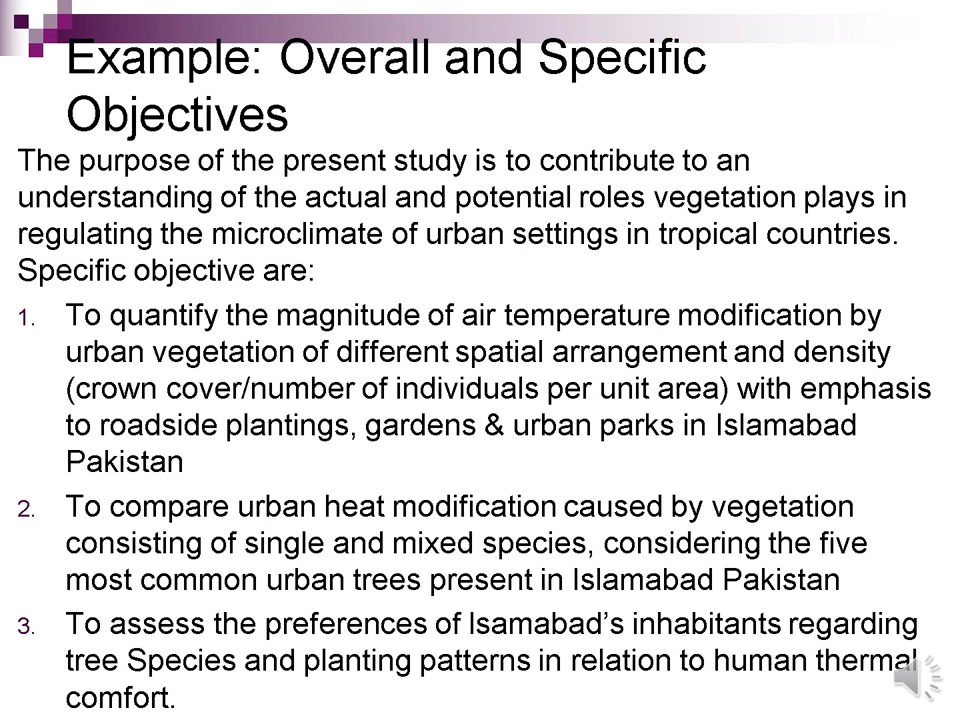 Example: Overall and Specific
Objectives
The purpose of the present study is to contribute to an
understanding of the actual and potential roles vegetation plays in
regulating the microclimate of urban settings in tropical countries.
Specific objective are:
1. To quantify the magnitude of air temperature modification by
urban vegetation of different spatial arrangement and density
(crown cover/number of individuals per unit area) with emphasis
to roadside plantings, gardens & urban parks in Islamabad
Pakistan
2. To compare urban heat modification caused by vegetation
consisting of single and mixed species, considering the five
most common urban trees present in Islamabad Pakistan
3. To assess the preferences of Isamabad’s inhabitants regarding
tree Species and planting patterns in relation to human thermal
comfort.